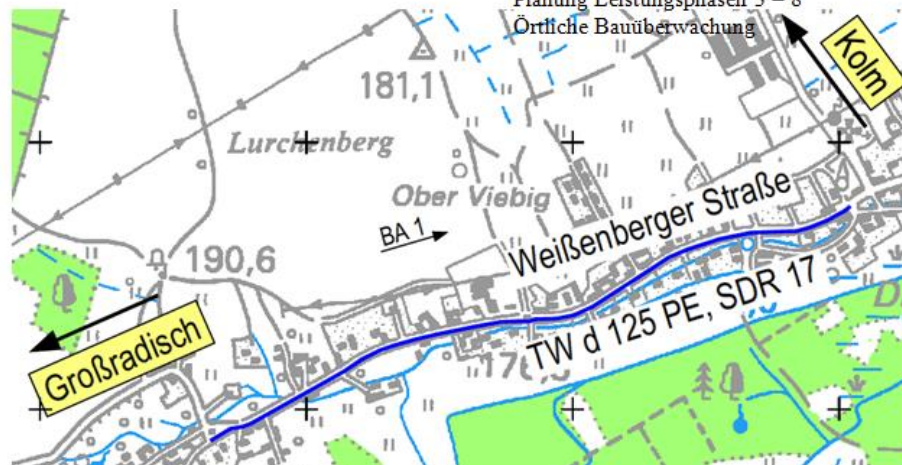 Planung Leistungsphasen 5 – 8
Örtliche Bauüberwachung
Kolm
181,1
Lurchenberg
Ober Viebig
BA 1
Weißenberger Straße
190,6
TW d 125 PE, SDR 17
Großradisch